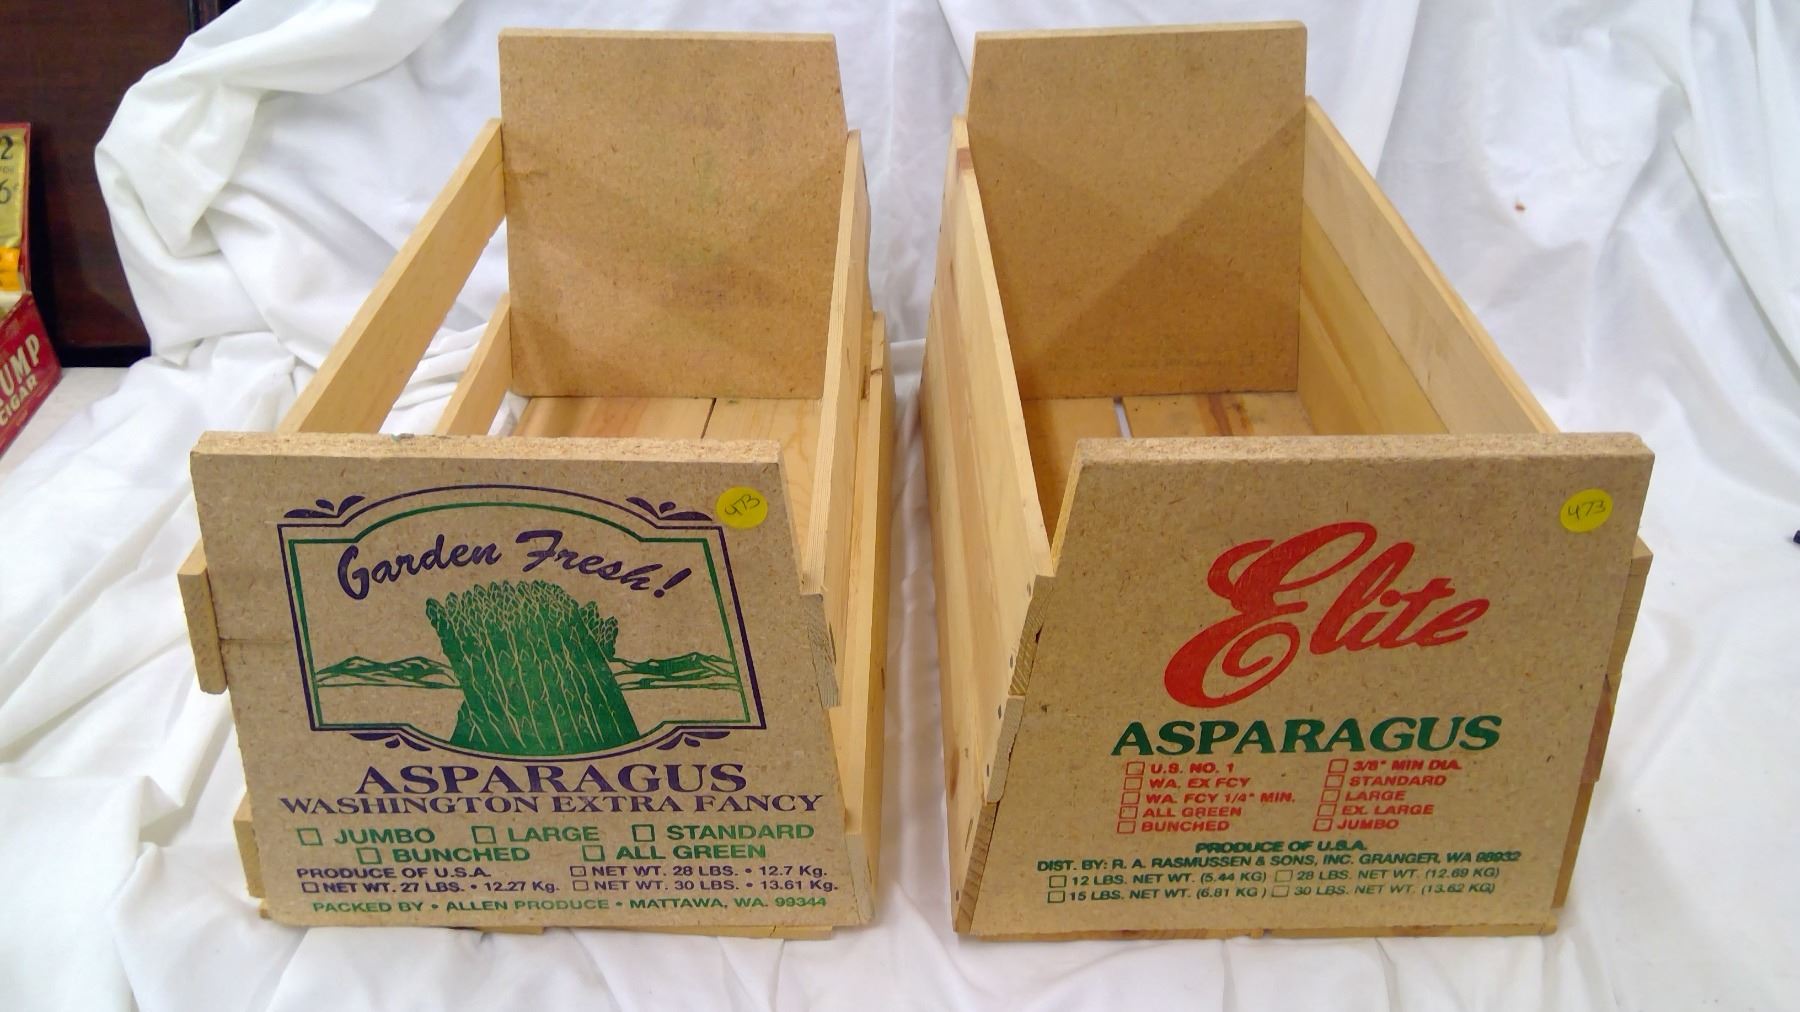 2
6¢
UMP
CIGAR
473
Garden Fresh!
ASPARAGUS
WASHINGTON EXTRA FANCY
JUMBO LARGE STANDARD
BUNCHED ALL GREEN
PRODUCE OF U.S.A. NET WT. 28 LBS. • 12.7 Kg.
NET WT. 27 LBS. • 12.27 Kg. NET WT. 30 LBS. • 13.61 Kg.
PACKED BY • ALLEN PRODUCE • MATTAWA, WA. 99344
473
Elite
ASPARAGUS
U.S. NO. 1 3/8" MIN DIA.
WA. EX FCY STANDARD
WA. FCY 1/4" MIN. LARGE
ALL GREEN EX. LARGE
BUNCHED JUMBO
PRODUCE OF U.S.A.
DIST. BY: R. A. RASMUSSEN & SONS, INC. GRANGER, WA 98932
12 LBS. NET WT. (5.44 KG) 28 LBS. NET WT. (12.69 KG)
15 LBS. NET WT. (6.81 KG) 30 LBS. NET WT. (13.62 KG)